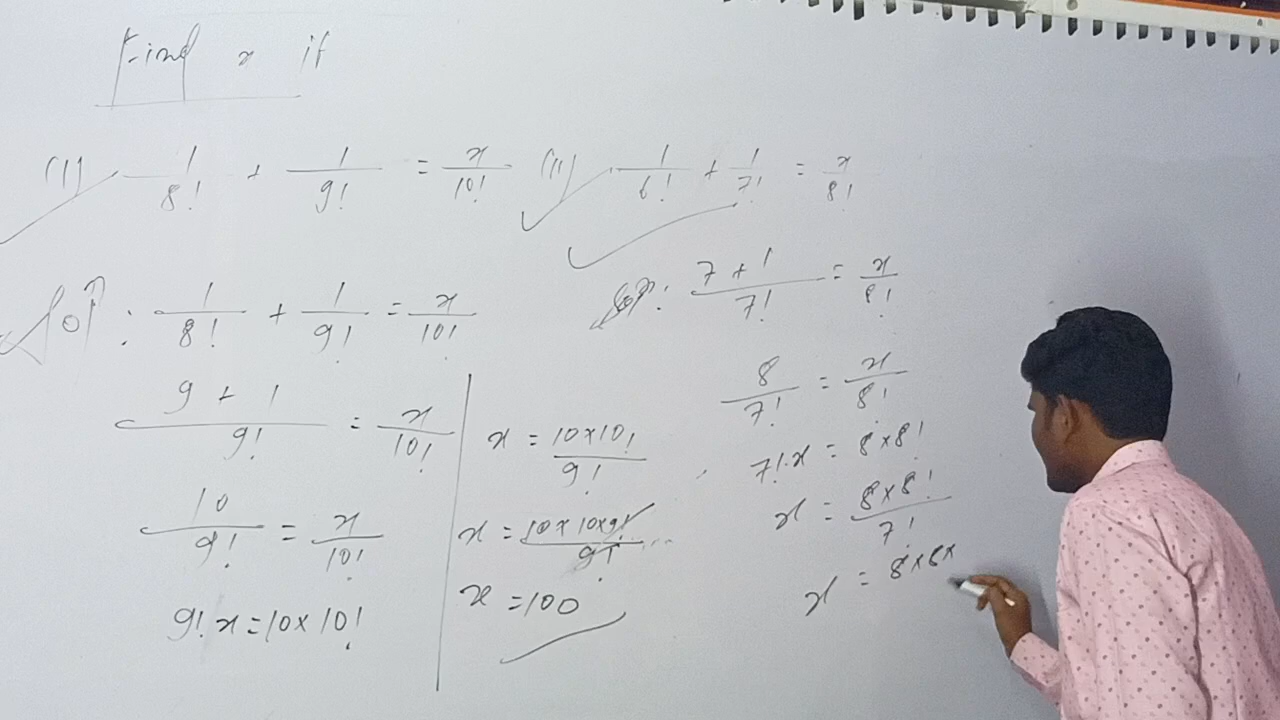 Find x if
(I) 1/8! + 1/9! = x/10!
(II) 1/6! + 1/7! = x/8!
Sol: 1/8! + 1/9! = x/10!
9 + 1/9! = x/10!
10/9! = x/10!
9!.x = 10 × 10!
x = 10×10!/9!
x = 10×10×9!/9!
x = 100
Sol: 7 + 1/7! = x/8!
8/7! = x/8!
7!.x = 8×8!
x = 8×8!/7!
x = 8×8×